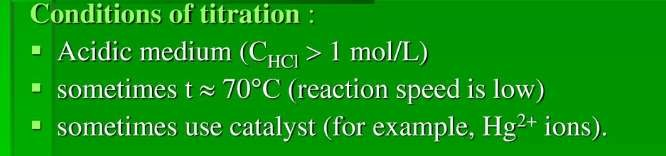 Conditions of titration :
▪ Acidic medium (C_HCl > 1 mol/L)
▪ sometimes t ≈ 70°C (reaction speed is low)
▪ sometimes use catalyst (for example, Hg²⁺ ions).